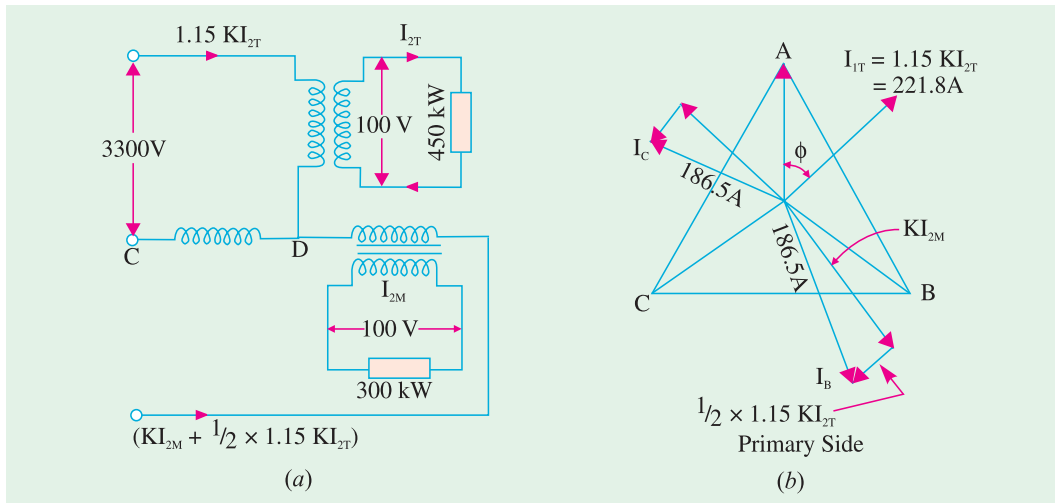 1.15 KI2T
I2T
3300V
100 V
450 kW
C
D
I2M
100 V
300 kW
(KI2M + 1/2 × 1.15 KI2T)
(a)
A
I1T = 1.15 KI2T
= 221.8A
ϕ
IC
186.5A
KI2M
186.5A
C
B
IB
1/2 × 1.15 KI2T
Primary Side
(b)